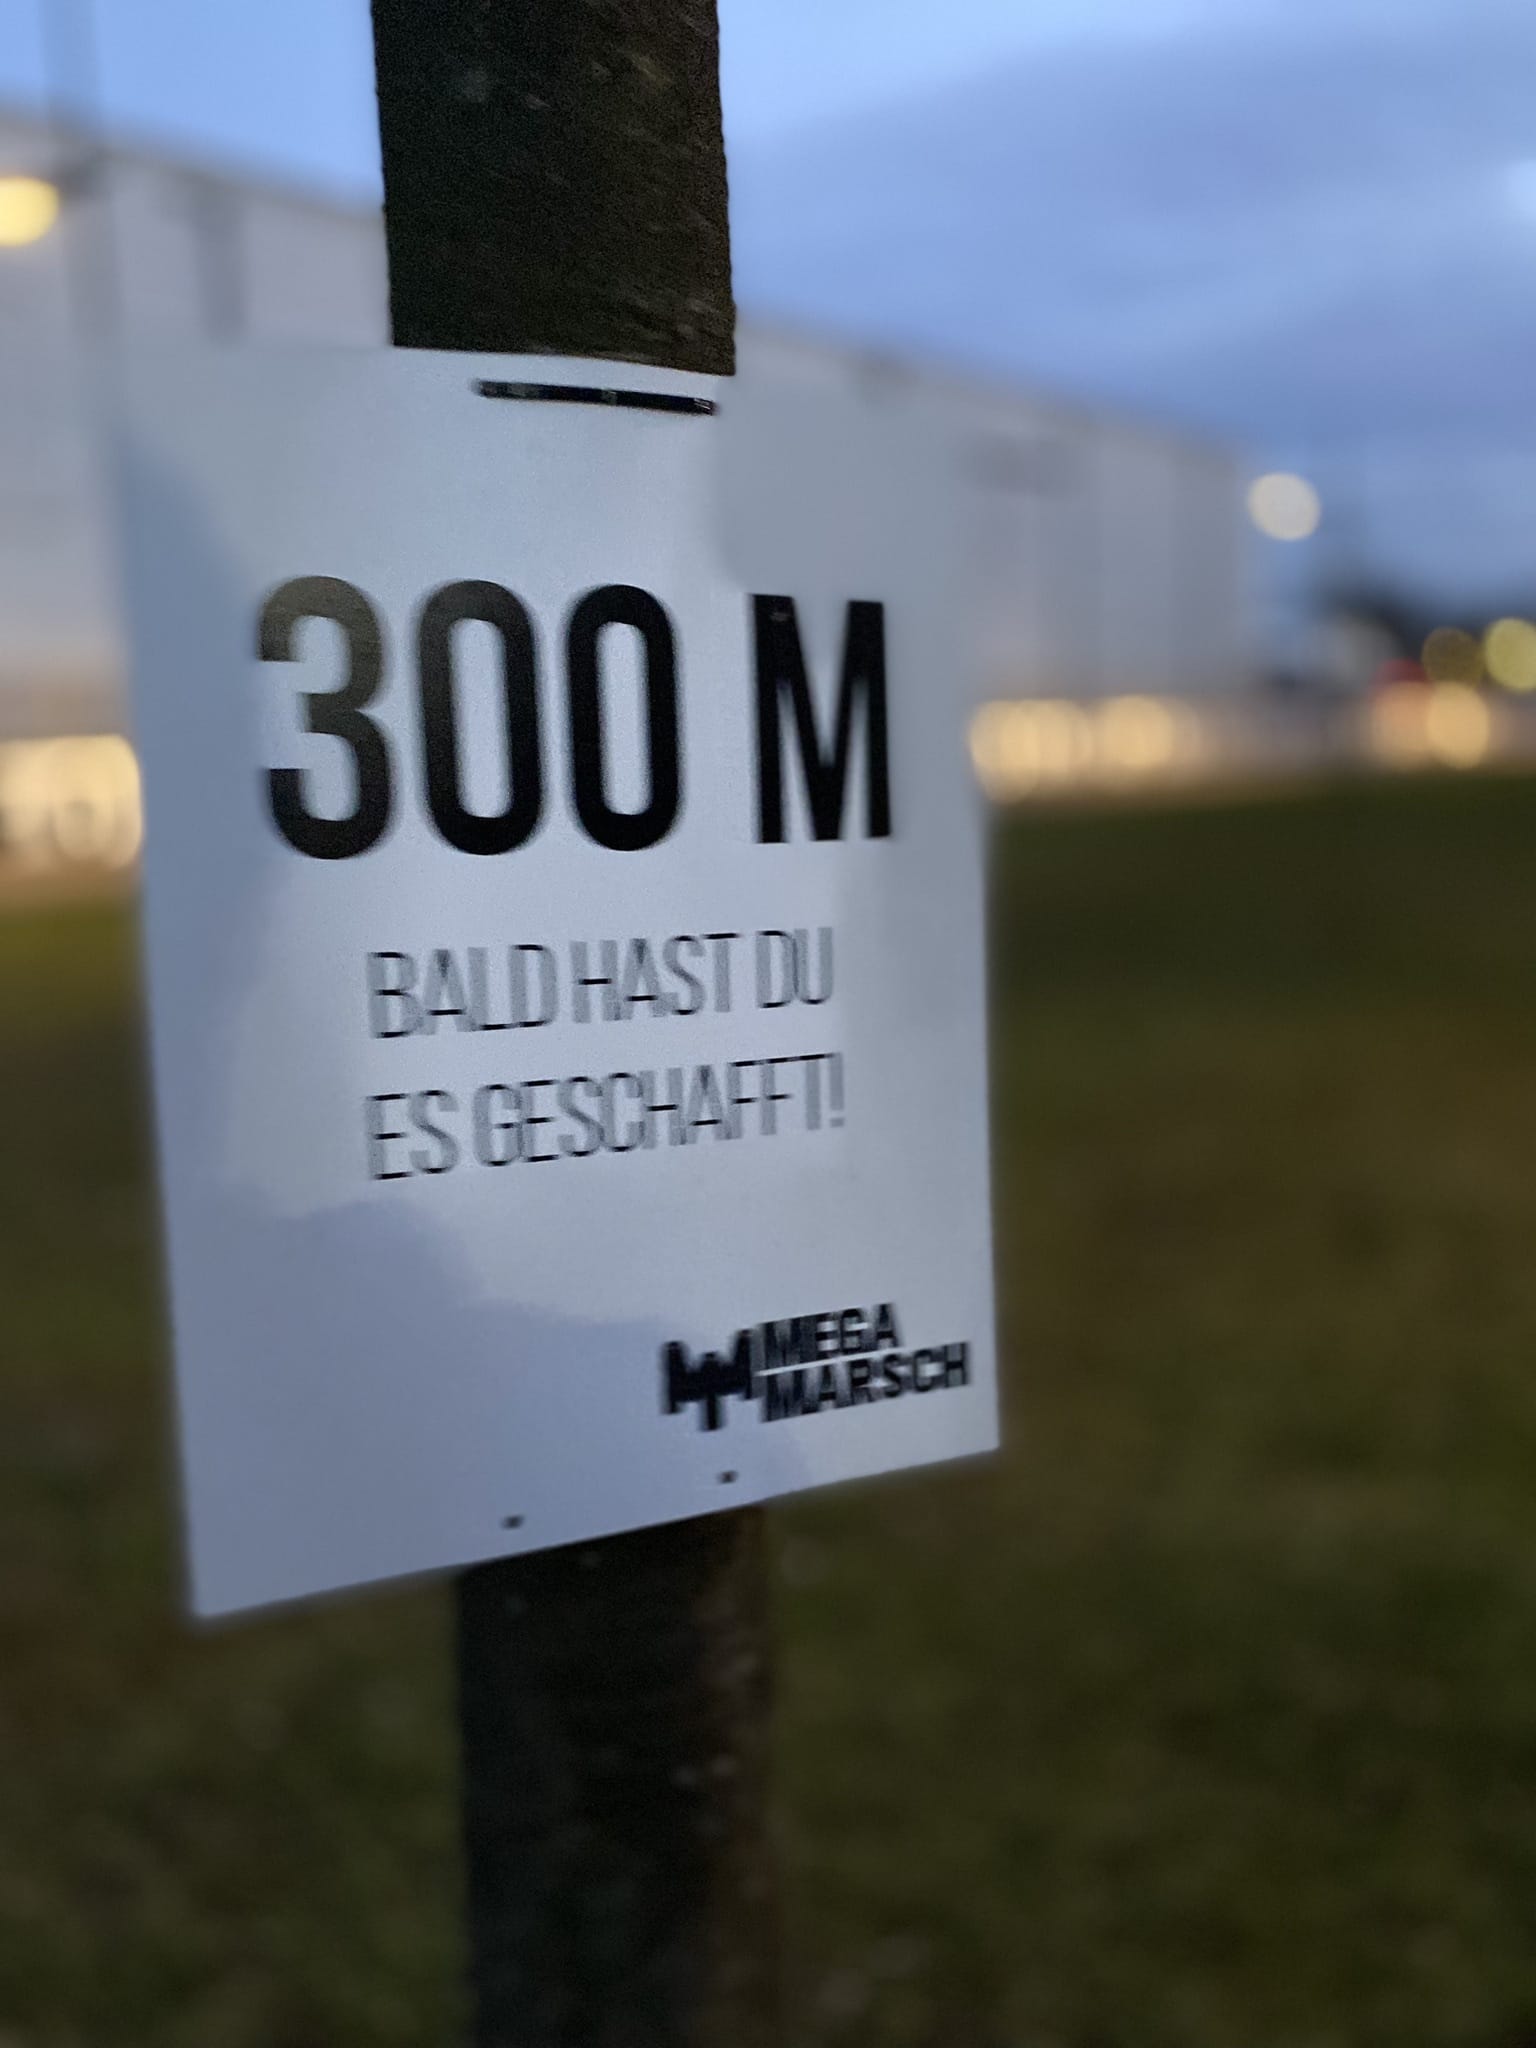 300 M
BALD HAST DU
ES GESCHAFFT!
MEGA
MARSCH